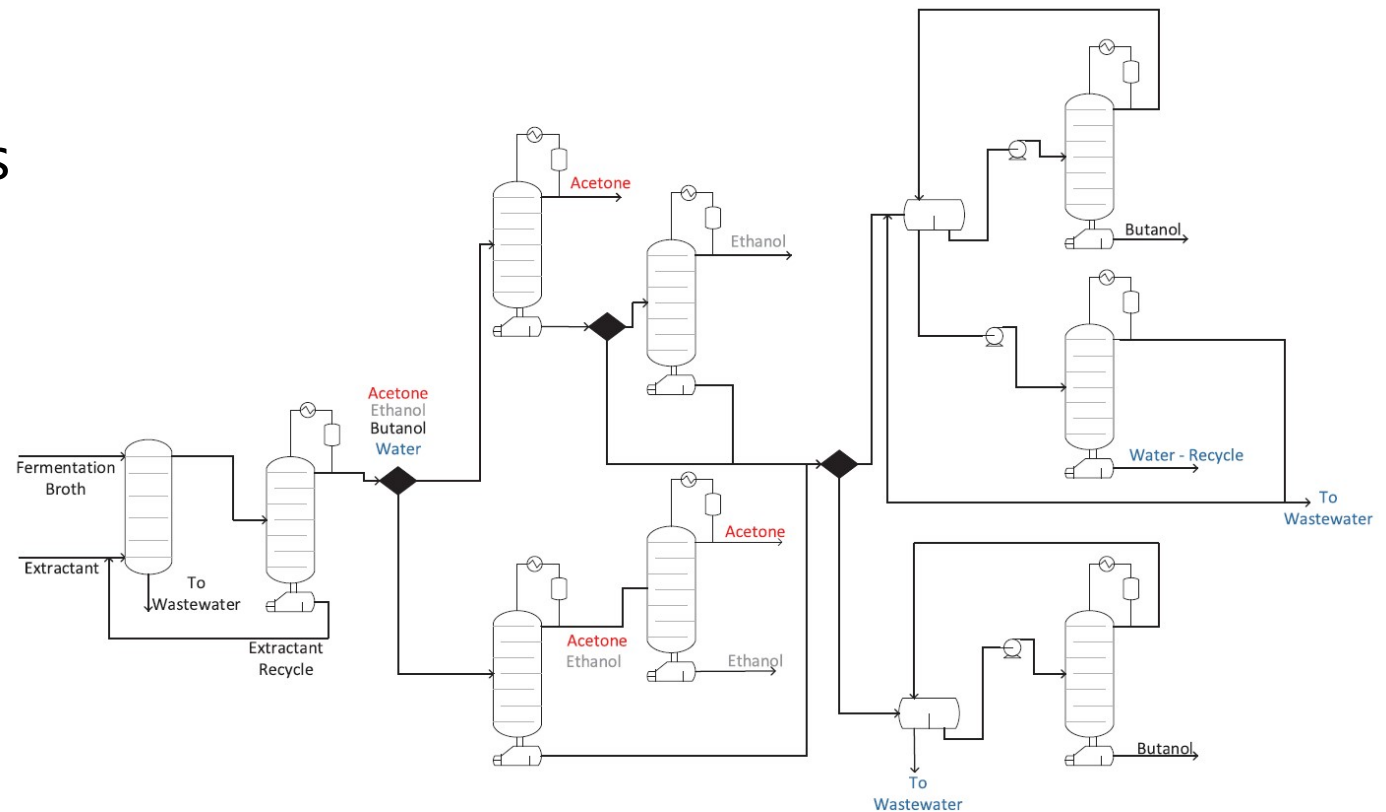 s
Acetone
Ethanol
Acetone
Ethanol
Butanol
Water
Fermentation
Broth
Extractant
To
Wastewater
Extractant
Recycle
Acetone
Ethanol
Acetone
Ethanol
Butanol
Water - Recycle
To
Wastewater
Butanol
To
Wastewater